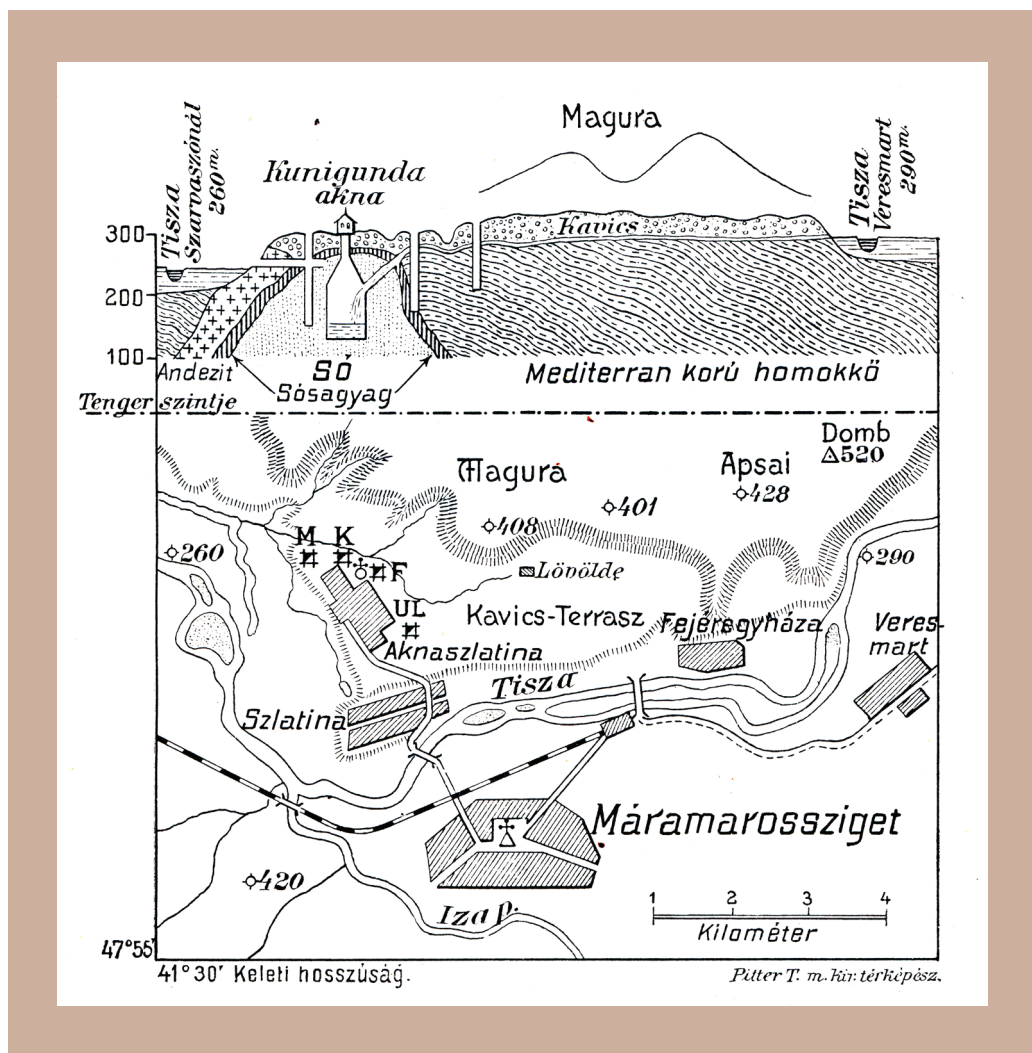 Magura
Tisza
Szarvaszónál
260m.
Kunigunda
akna
Tisza
Veresmart
290m.
Kavics
300
200
100
Andezit
Só
Sósagyag
Mediterran korú homokkő
Tenger szintje
Domb
520
Magura
Apsai
428
401
408
M K
260
F
Lövölde
290
UL
Kavics-Terrasz
Fejéregyháza
Veres-
mart
Aknaszlatina
Tisza
Szlatina
Máramarossziget
420
Iza p.
1 2 3 4
Kilométer
47°55'
41°30' Keleti hosszúság.
Pitter T. m. kir. térképész.